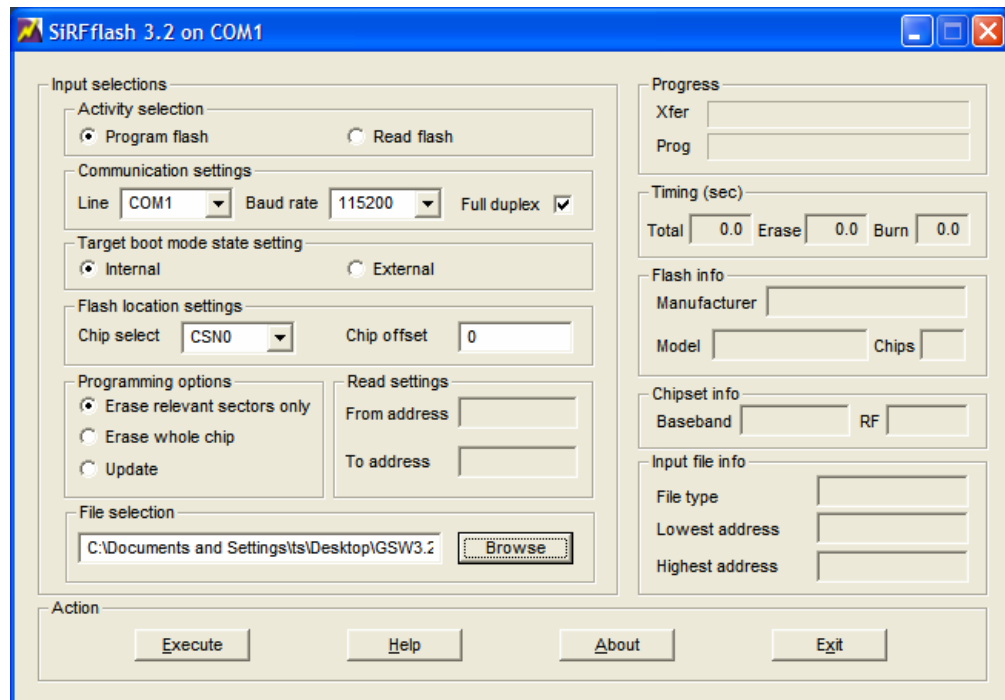 SiRFflash 3.2 on COM1
Input selections
Activity selection
Program flash
Read flash
Communication settings
Line COM1 Baud rate 115200 Full duplex
Target boot mode state setting
Internal
External
Flash location settings
Chip select CSN0 Chip offset 0
Programming options
Erase relevant sectors only
Erase whole chip
Update
Read settings
From address
To address
File selection
C:\Documents and Settings\ts\Desktop\GSW3.2 Browse
Progress
Xfer
Prog
Timing (sec)
Total 0.0 Erase 0.0 Burn 0.0
Flash info
Manufacturer
Model Chips
Chipset info
Baseband RF
Input file info
File type
Lowest address
Highest address
Action
Execute Help About Exit